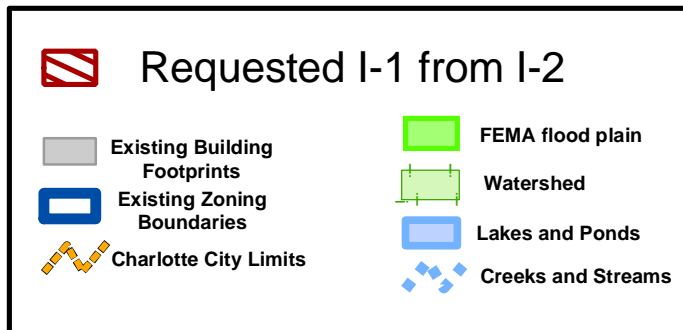 Requested I-1 from I-2
Existing Building
Footprints
Existing Zoning
Boundaries
Charlotte City Limits
FEMA flood plain
Watershed
Lakes and Ponds
Creeks and Streams